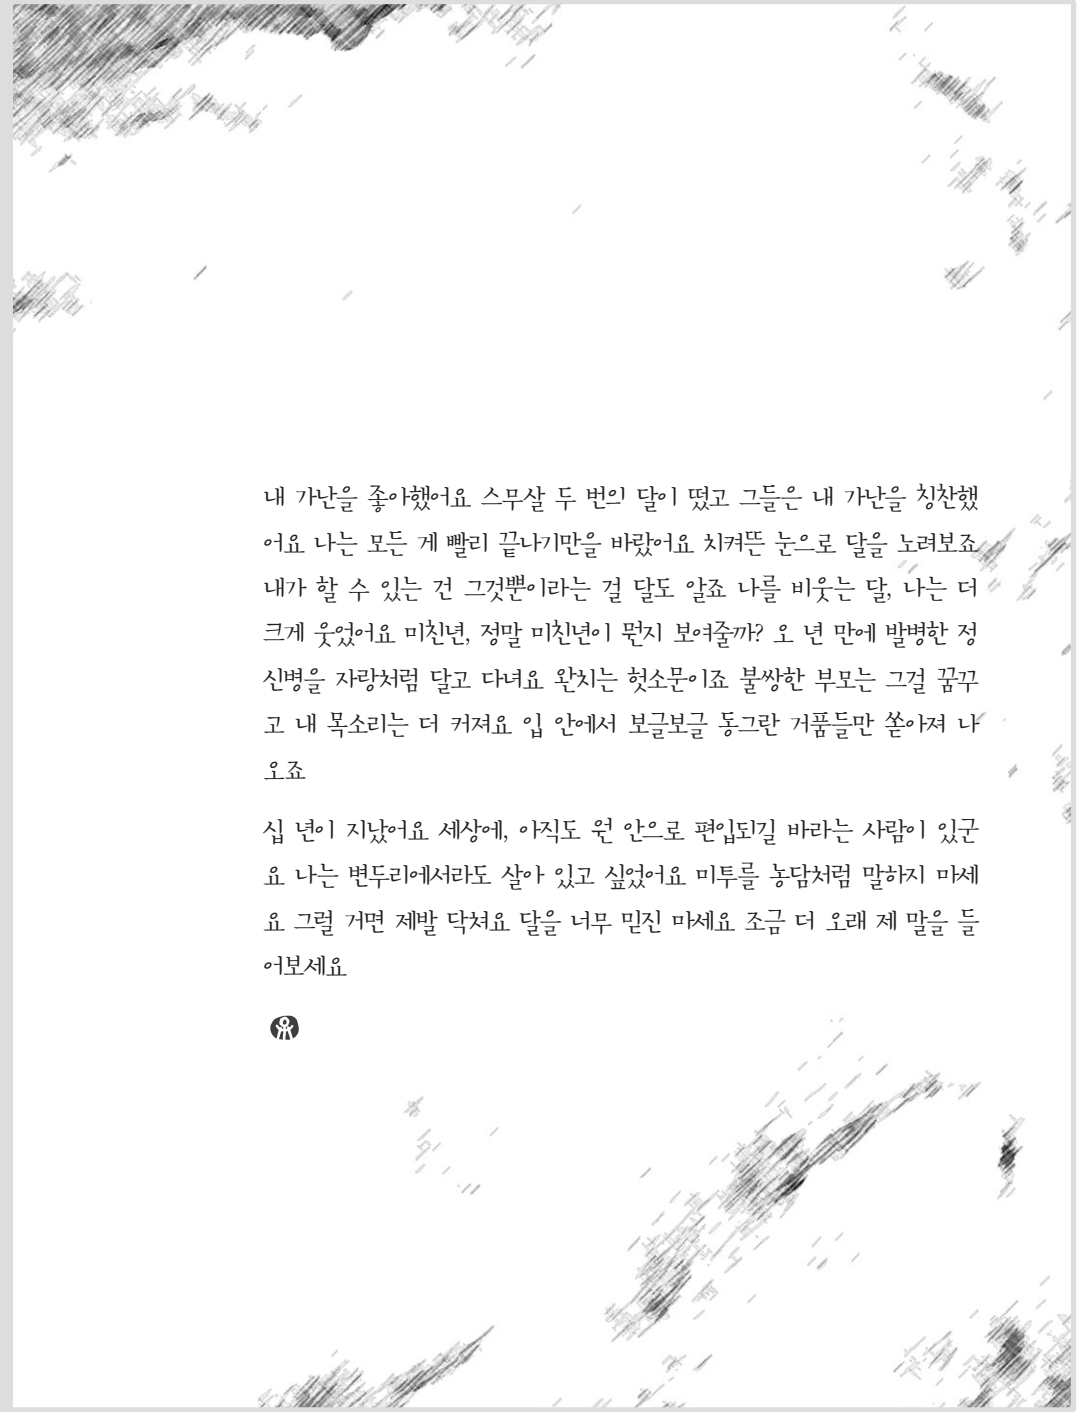 내 가난을 좋아했어요 스무살 두 번의 달이 떴고 그들은 내 가난을 칭찬했
어요 나는 모든 게 빨리 끝나기만을 바랐어요 치켜뜬 눈으로 달을 노려보죠
내가 할 수 있는 건 그것뿐이라는 걸 달도 알죠 나를 비웃는 달, 나는 더
크게 웃었어요 미친년, 정말 미친년이 뭔지 보여줄까? 오 년 만에 발병한 정
신병을 자랑처럼 달고 다녀요 완치는 헛소문이죠 불쌍한 부모는 그걸 꿈꾸
고 내 목소리는 더 커져요 입 안에서 보글보글 동그란 거품들만 쏟아져 나
오죠
십 년이 지났어요 세상에, 아직도 원 안으로 편입되길 바라는 사람이 있군
요 나는 변두리에서라도 살아 있고 싶었어요 미투를 농담처럼 말하지 마세
요 그럴 거면 제발 닥쳐요 달을 너무 믿진 마세요 조금 더 오래 제 말을 들
어보세요